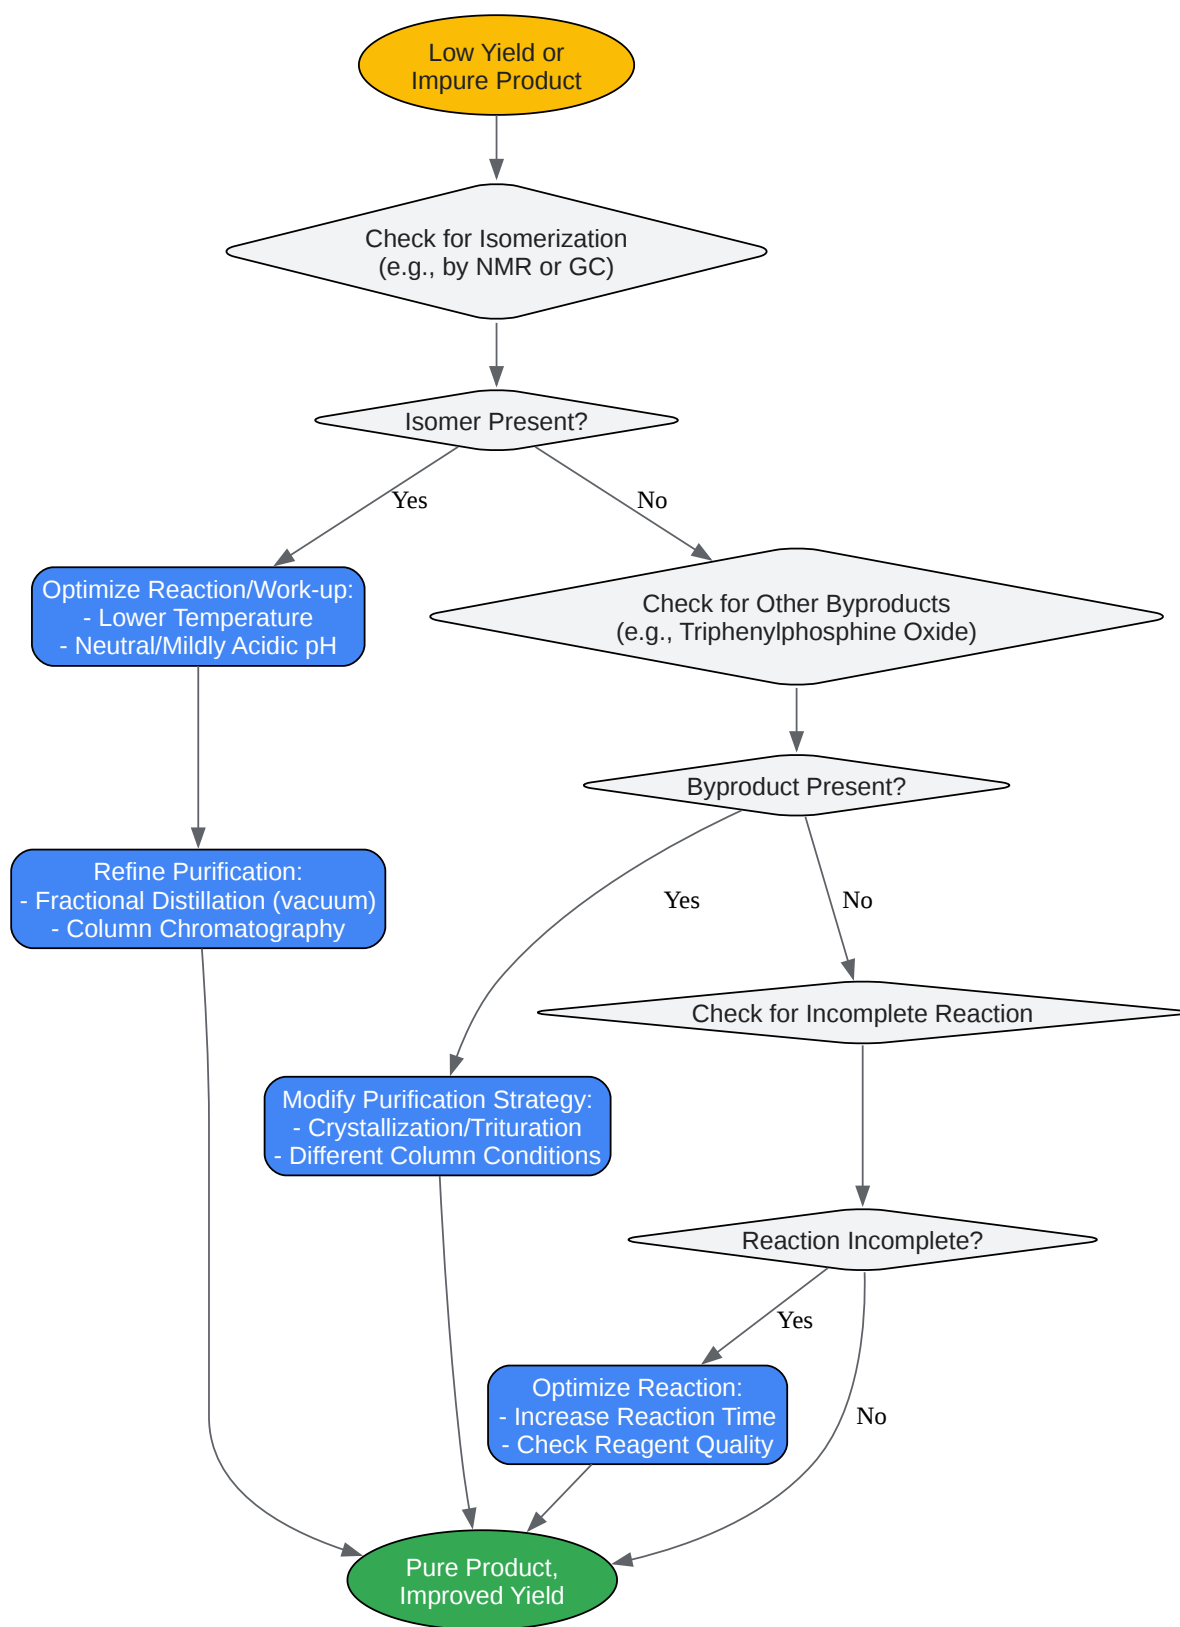 Low Yield or
Impure Product
Check for Isomerization
(e.g., by NMR or GC)
Isomer Present?
Yes
No
Optimize Reaction/Work-up:
- Lower Temperature
- Neutral/Mildly Acidic pH
Check for Other Byproducts
(e.g., Triphenylphosphine Oxide)
Byproduct Present?
Refine Purification:
- Fractional Distillation (vacuum)
- Column Chromatography
Yes
No
Check for Incomplete Reaction
Modify Purification Strategy:
- Crystallization/Trituration
- Different Column Conditions
Reaction Incomplete?
Yes
No
Optimize Reaction:
- Increase Reaction Time
- Check Reagent Quality
Pure Product,
Improved Yield